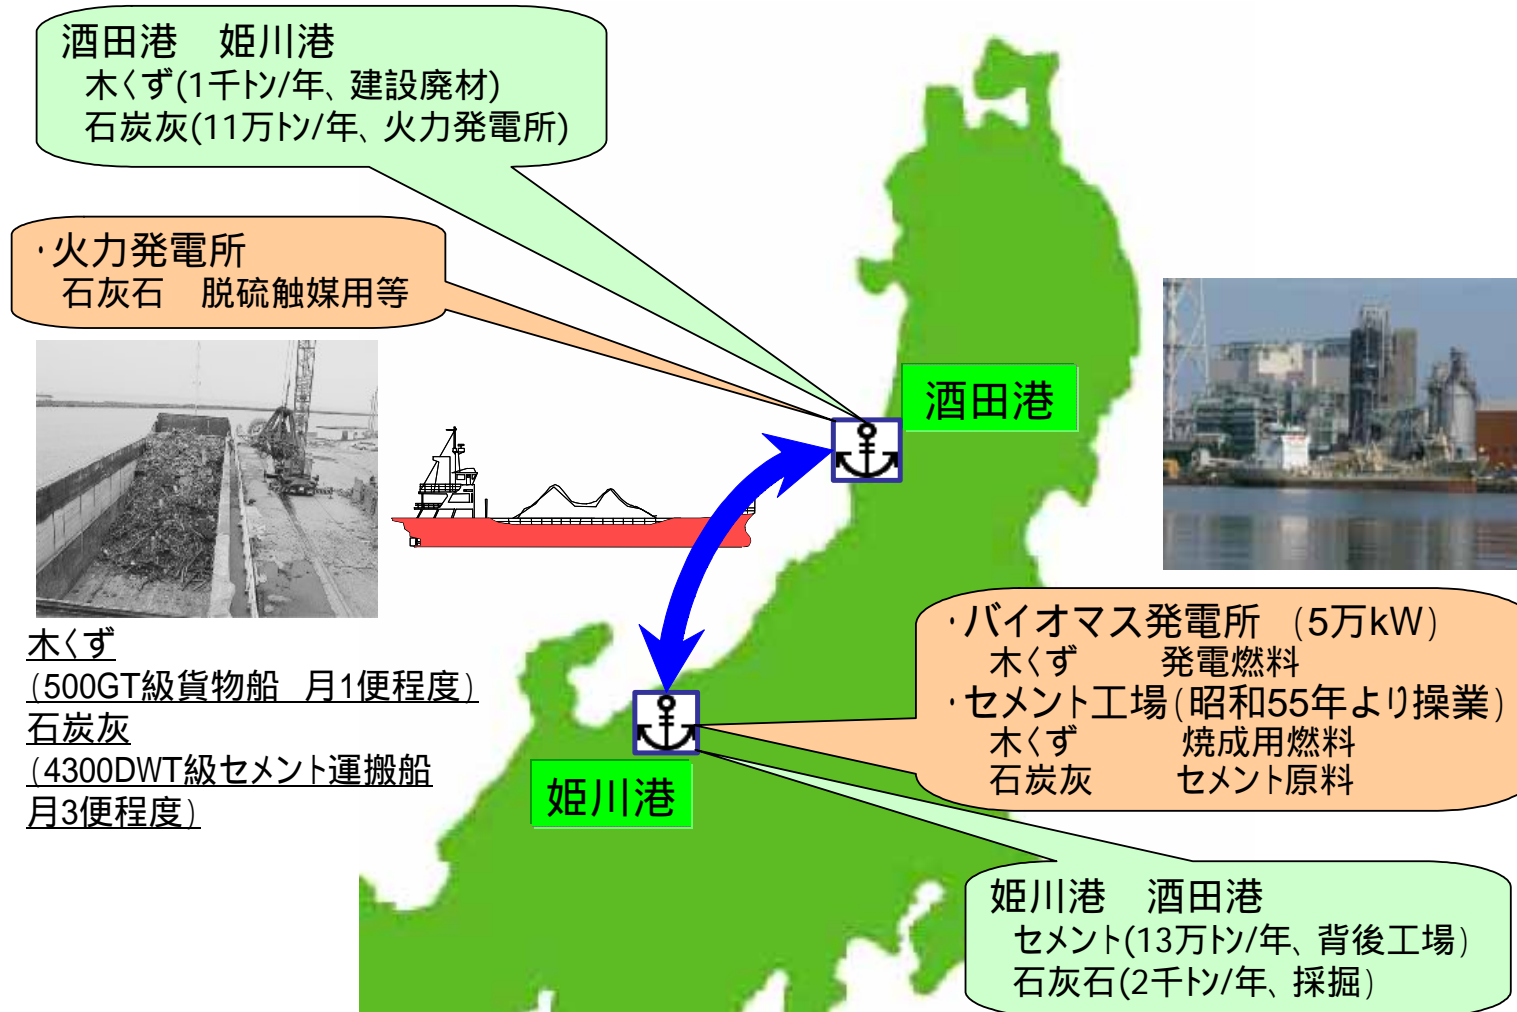 酒田港　姫川港
木くず(1千トン/年、建設廃材)
石炭灰(11万トン/年、火力発電所)
・火力発電所
石灰石　脱硫触媒用等
酒田港
木くず
(500GT級貨物船　月1便程度)
石炭灰
(4300DWT級セメント運搬船
月3便程度)
姫川港
・バイオマス発電所　(5万kW)
木くず　　発電燃料
・セメント工場(昭和55年より操業)
木くず　　　焼成用燃料
石炭灰　　　セメント原料
姫川港　酒田港
セメント(13万トン/年、背後工場)
石灰石(2千トン/年、採掘)